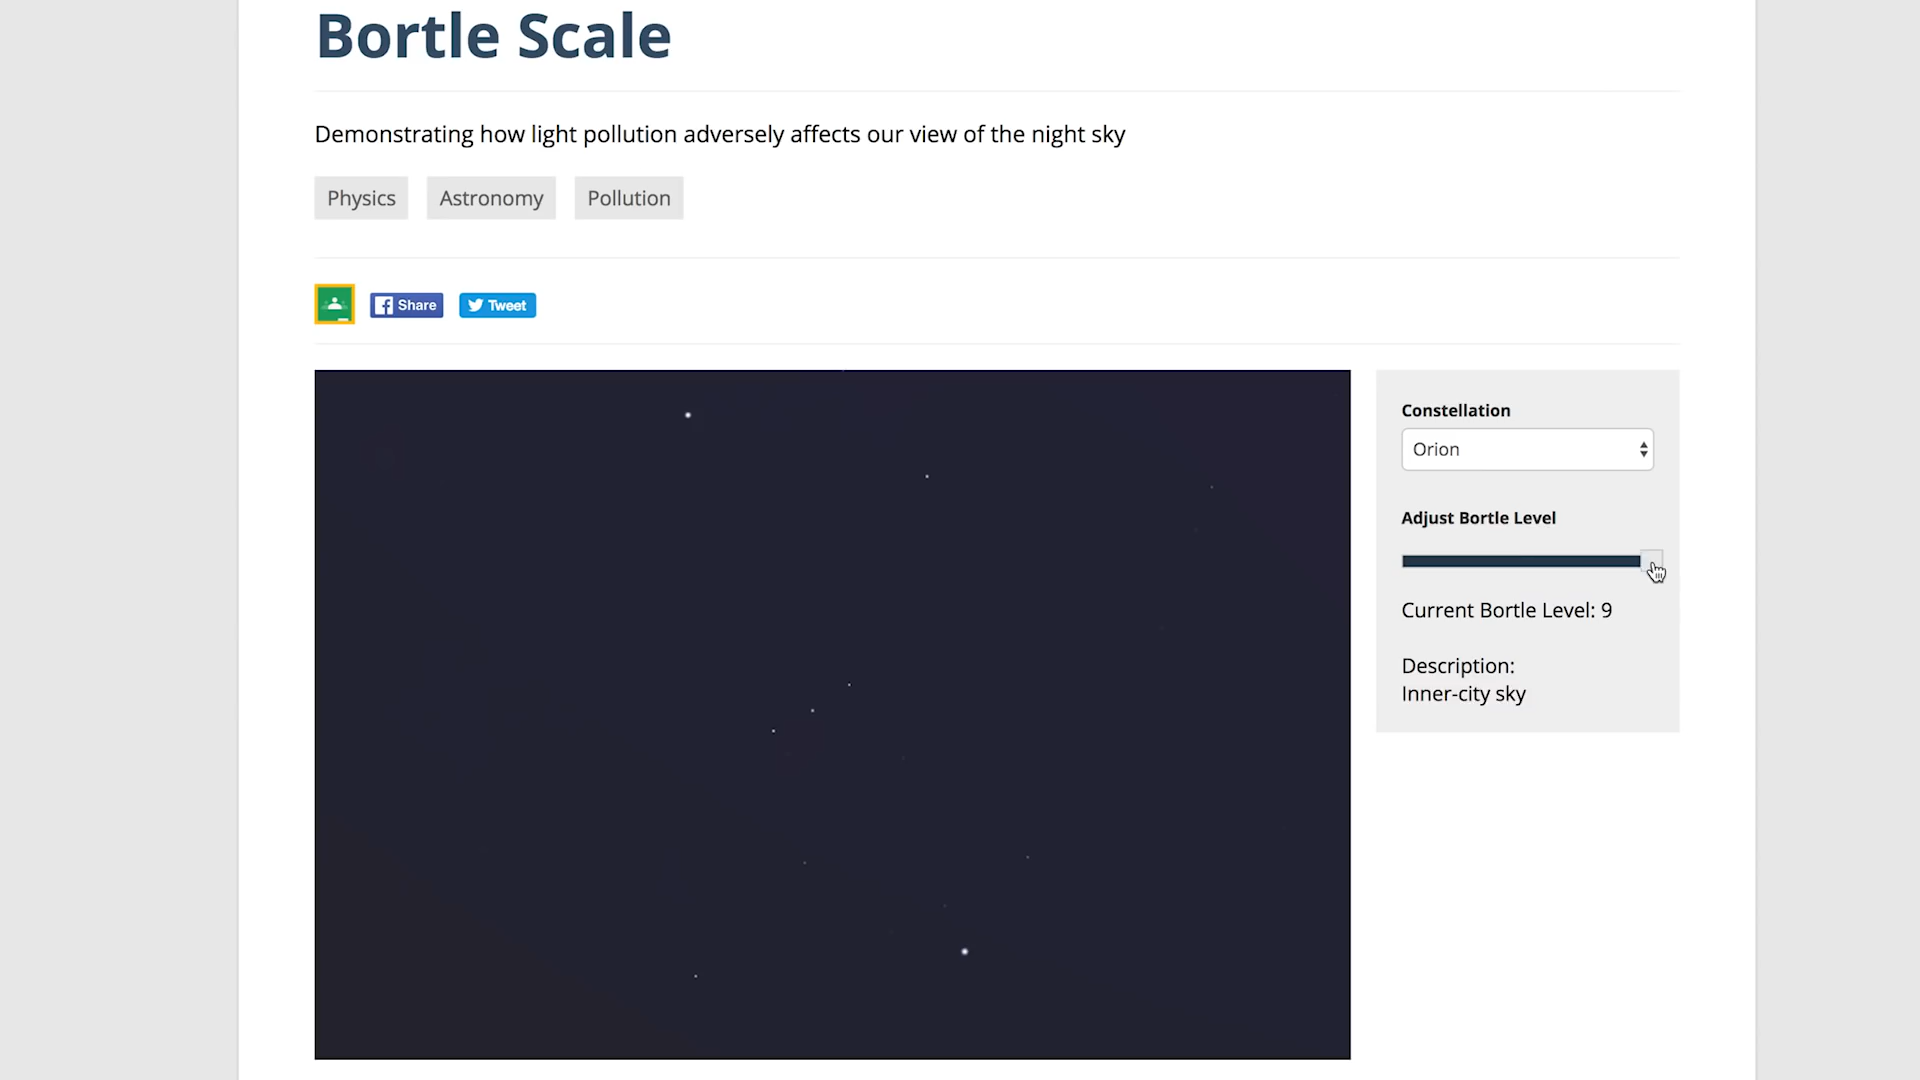 Bortle Scale
Demonstrating how light pollution adversely affects our view of the night sky
Physics Astronomy Pollution
Share Tweet
Constellation
Orion
Adjust Bortle Level
Current Bortle Level: 9
Description:
Inner-city sky